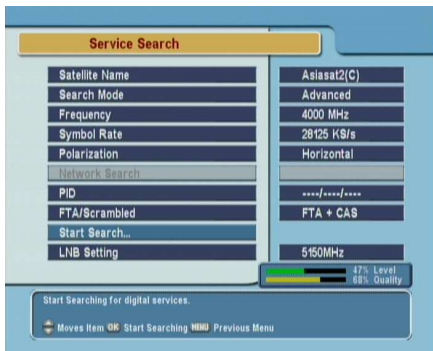 Service Search
Satellite Name Asiasat2(C)
Search Mode Advanced
Frequency 4000 MHz
Symbol Rate 28125 KS/s
Polarization Horizontal
Network Search
PID ----/----/----
FTA/Scrambled FTA + CAS
Start Search...
LNB Setting 5150MHz
47% Level
68% Quality
Start Searching for digital services.
Moves Item OK Start Searching MENU Previous Menu